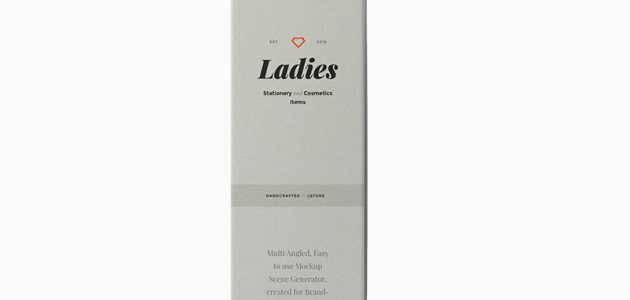 EST. 2016
Ladies
Stationery and Cosmetics
Items
HANDCRAFTED LSTORE
Multi Angled, Easy
to use Mockup
Scene Generator,
created for Brand-